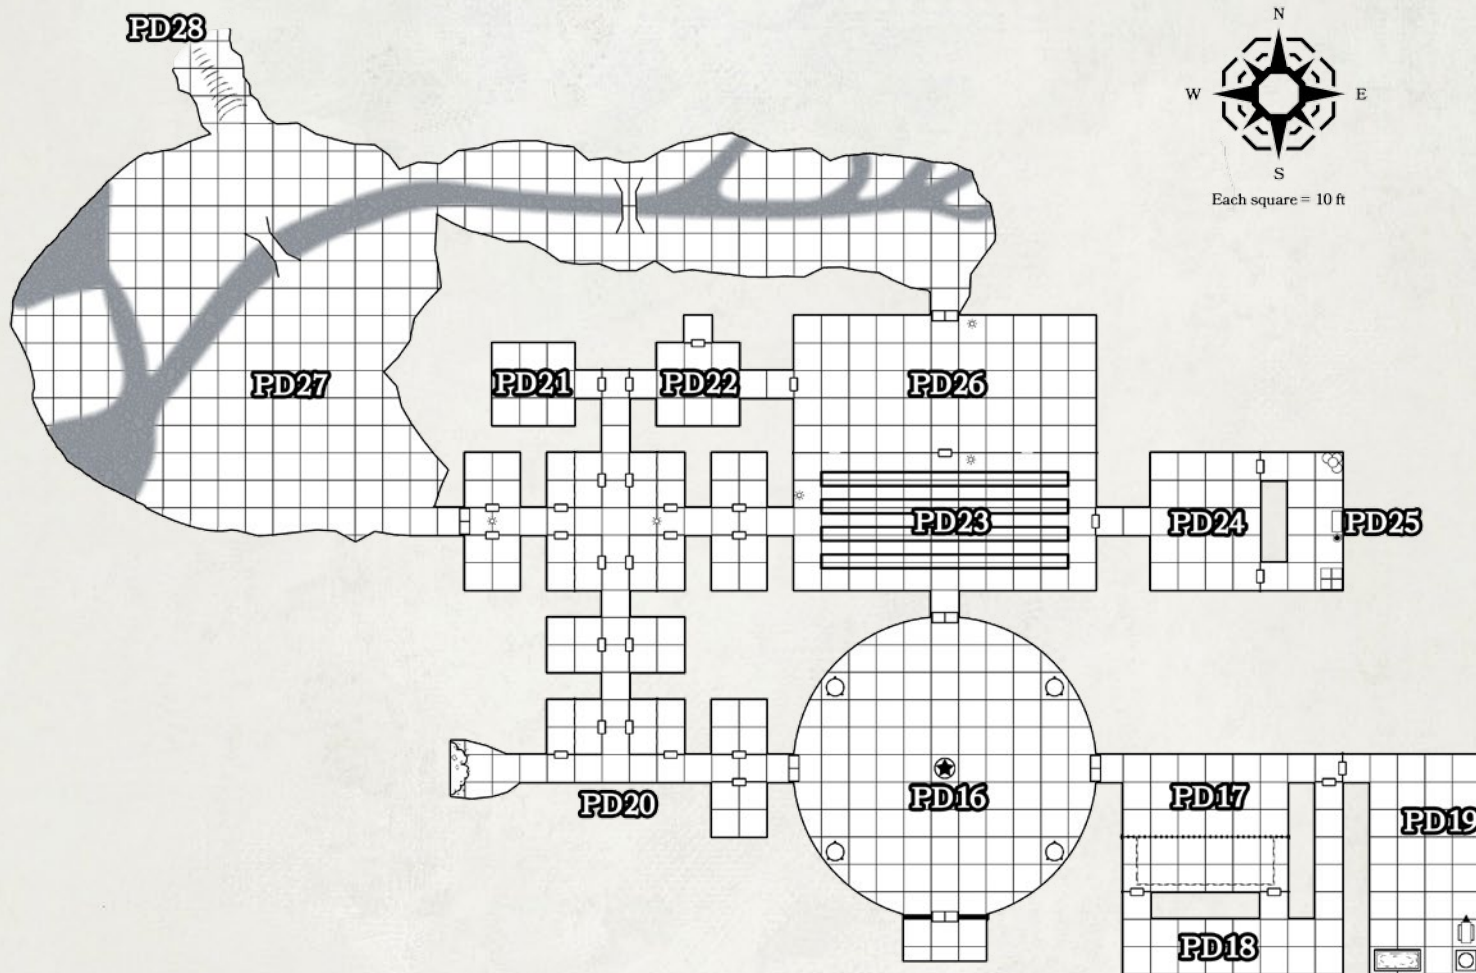 N
PD28
W E
S
Each square = 10 ft
PD27
PD21
PD22
PD26
PD23
PD24
PD25
PD20
PD16
PD17
PD19
PD18